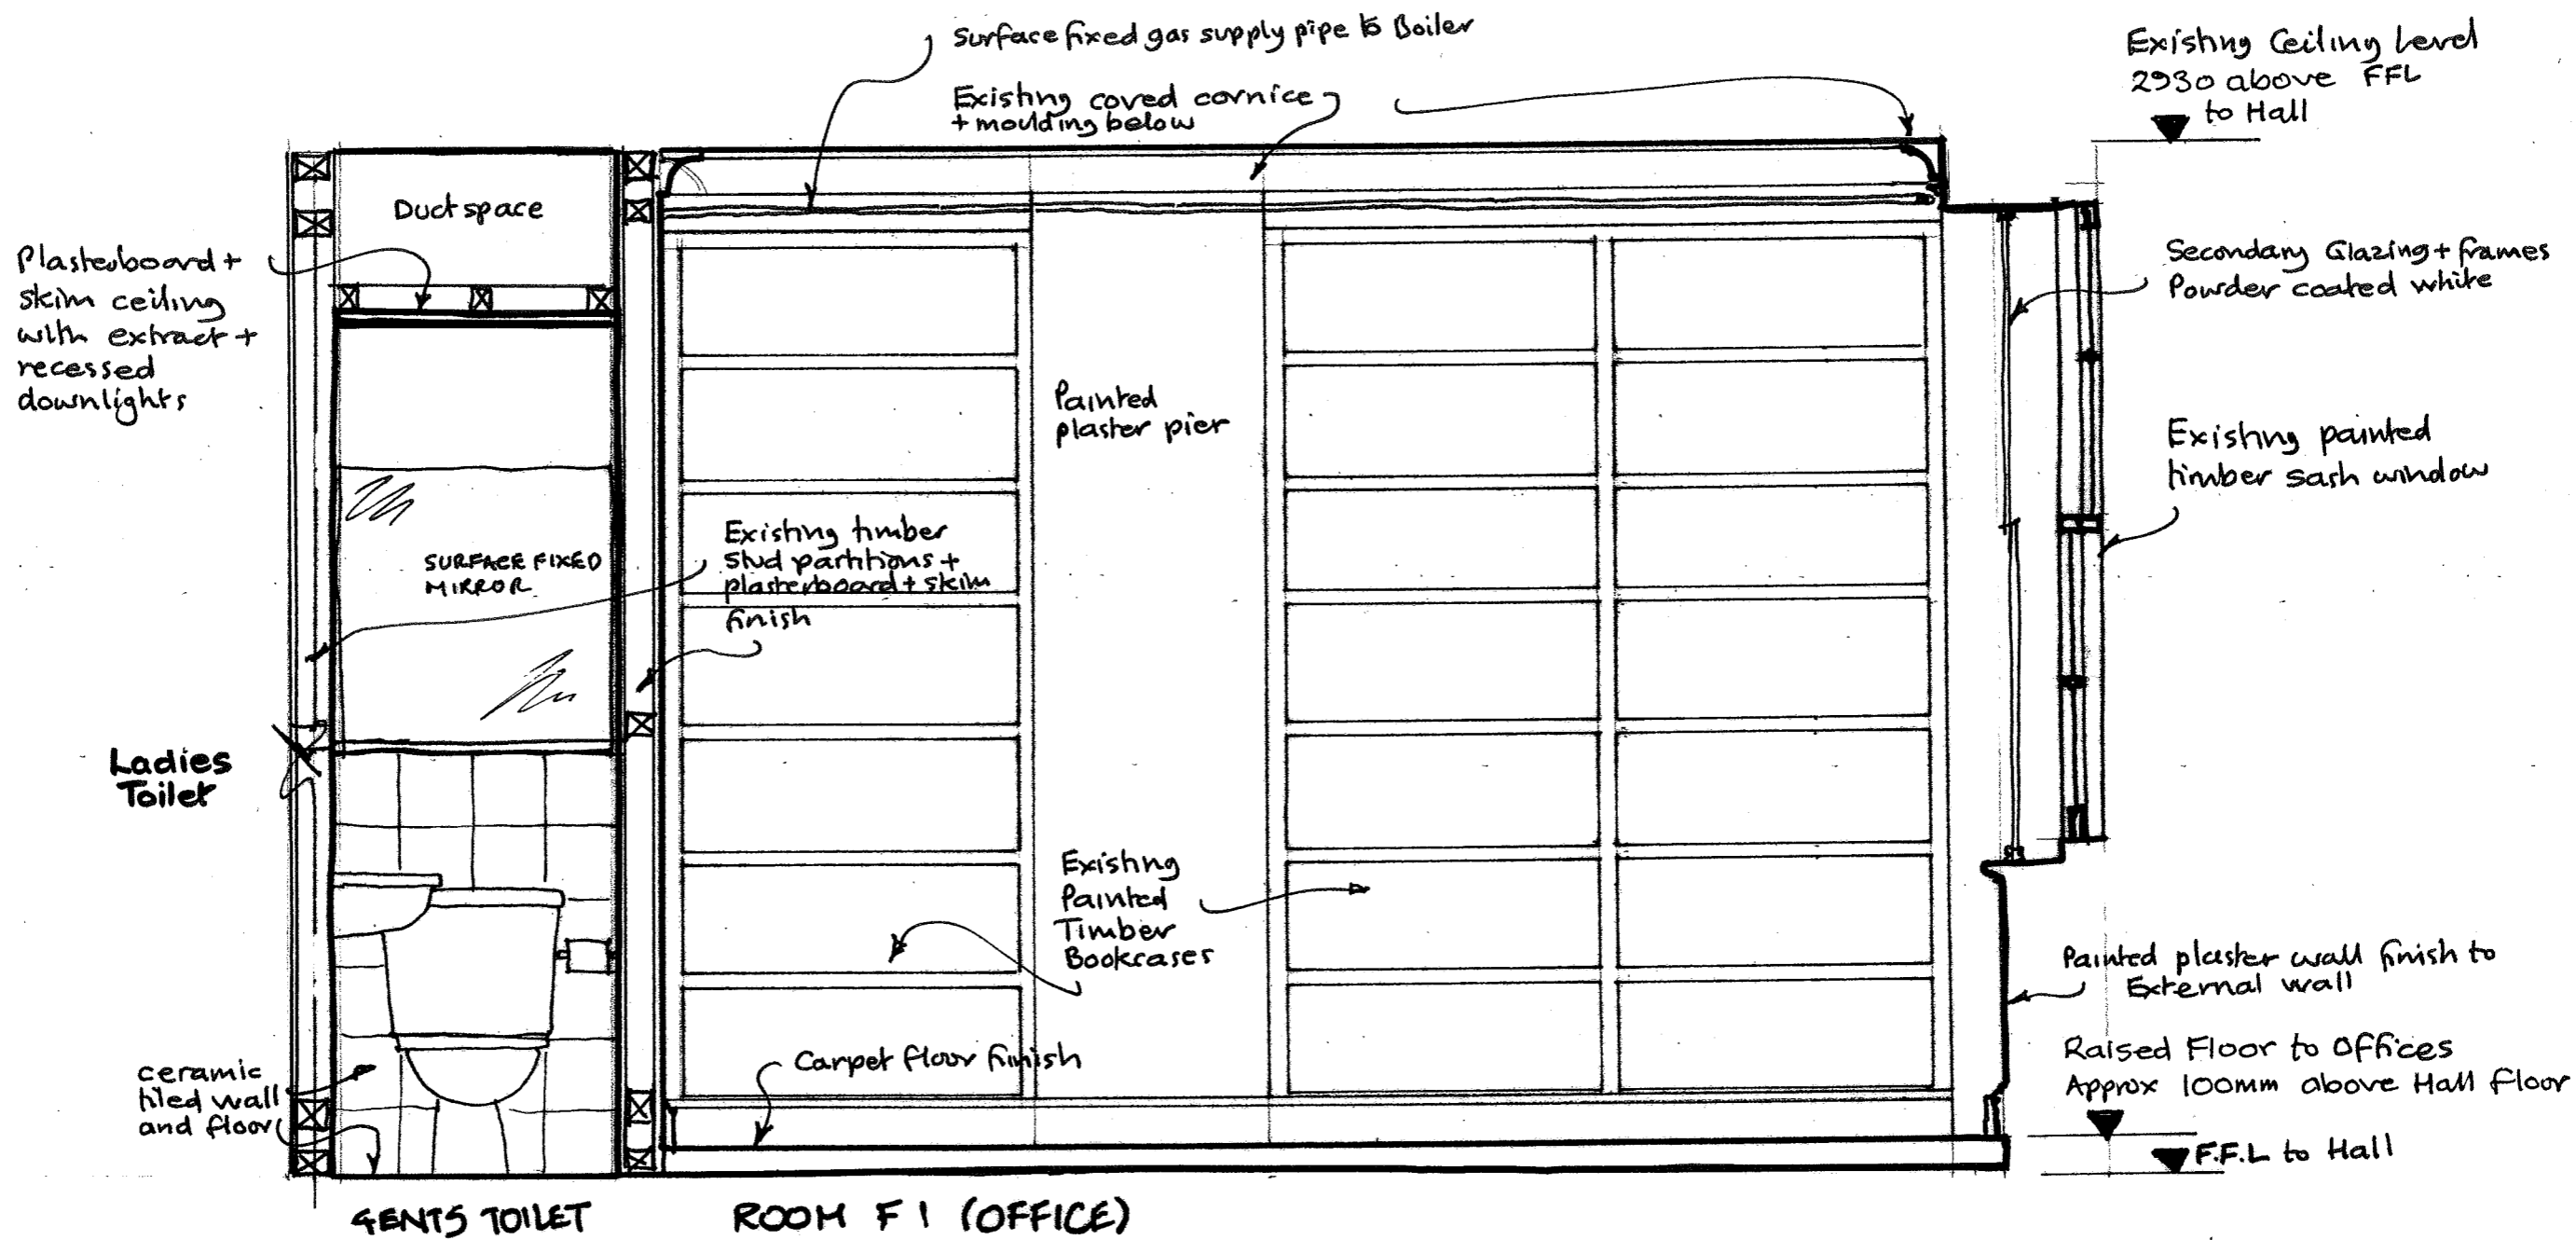 Surface fixed gas supply pipe to Boiler
Existing coved cornice
+ moulding below
Existing Ceiling Level
2930 above FFL
to Hall
Duct space
Plasterboard +
skim ceiling
with extract +
recessed
downlights
Secondary Glazing + frames
Powder coated white
Painted
plaster pier
Existing painted
timber sash window
SURFACE FIXED
MIRROR
Existing timber
stud partitions +
plasterboard + skim
finish
Ladies
Toilet
Existing
Painted
Timber
Bookcases
Painted plaster wall finish to
External wall
Raised Floor to Offices
Approx 100mm above Hall Floor
Carpet floor finish
ceramic
tiled wall
and floor
F.F.L to Hall
GENTS TOILET
ROOM F1 (OFFICE)